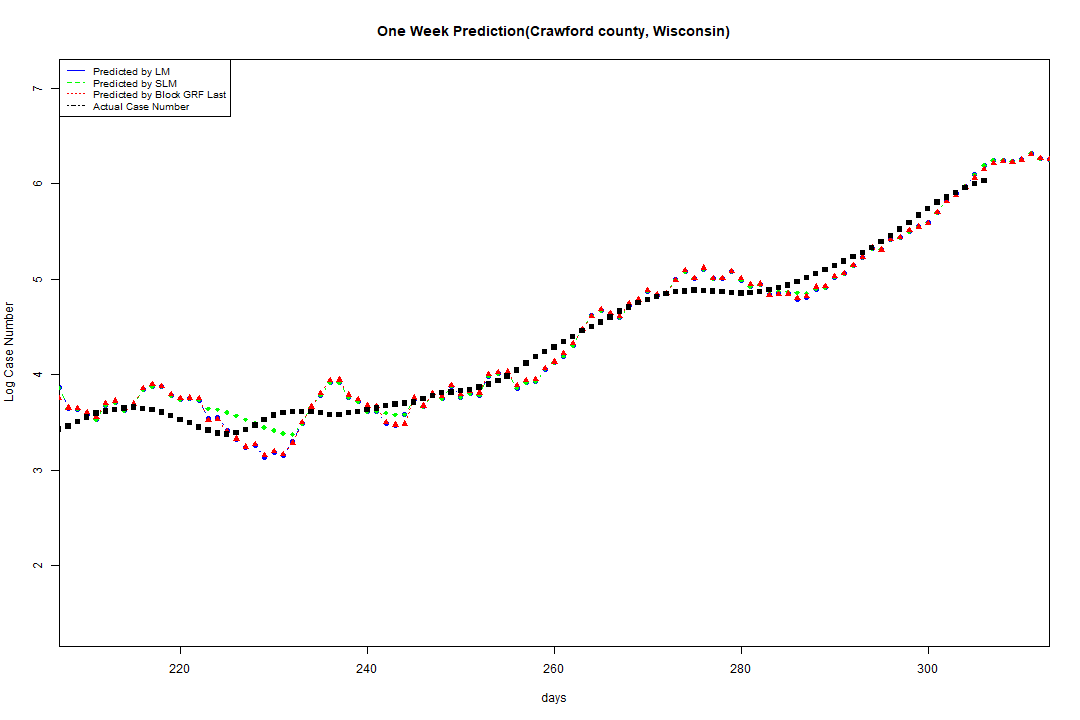 One Week Prediction(Crawford county, Wisconsin)
Predicted by LM
Predicted by SLM
Predicted by Block GRF Last
Actual Case Number
7
6
5
4
3
2
Log Case Number
220 240 260 280 300
days